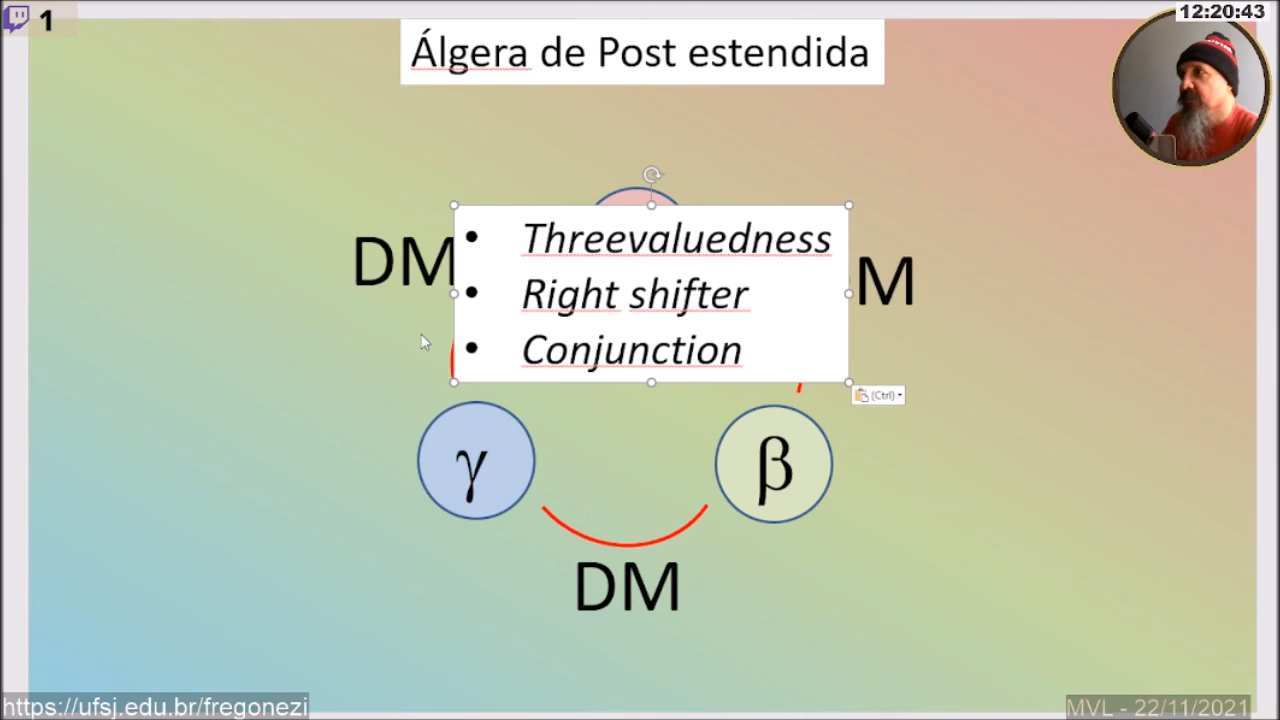 1
12:20:43
Álgera de Post estendida
DM
M
• Threevaluedness
• Right shifter
• Conjunction
(Ctrl)
γ
β
DM
https://ufsj.edu.br/fregonezi
MVL - 22/11/2021